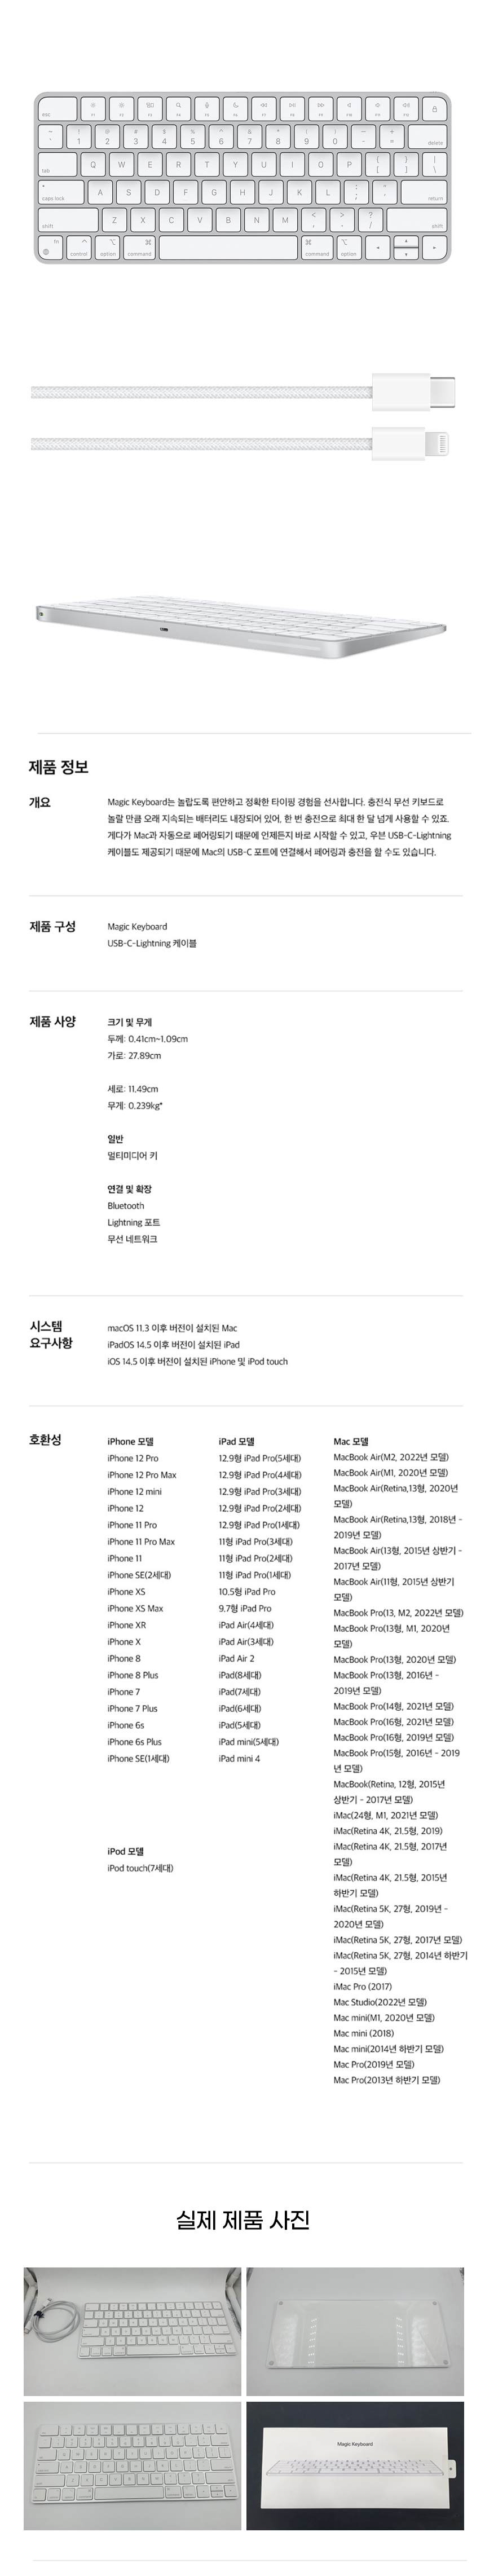 esc F1 F2 F3 F4 F5 F6 F7 F8 F9 F10 F11 F12
~ ! @ # $ % ^ & * ( ) - +
1 2 3 4 5 6 7 8 9 0 - = delete
tab Q W E R T Y U I O P { [ } ] | \
caps lock A S D F G H J K L : ; " ' return
shift Z X C V B N M < , > . ? / shift
fn control option command command option
제품 정보
개요
Magic Keyboard는 놀랍도록 편안하고 정확한 타이핑 경험을 선사합니다. 충전식 무선 키보드로
놀랄 만큼 오래 지속되는 배터리도 내장되어 있어, 한 번 충전으로 최대 한 달 넘게 사용할 수 있죠.
게다가 Mac과 자동으로 페어링되기 때문에 언제든지 바로 시작할 수 있고, 우븐 USB-C-Lightning
케이블도 제공되기 때문에 Mac의 USB-C 포트에 연결해서 페어링과 충전을 할 수도 있습니다.
제품 구성
Magic Keyboard
USB-C-Lightning 케이블
제품 사양
크기 및 무게
두께: 0.41cm~1.09cm
가로: 27.89cm
세로: 11.49cm
무게: 0.239kg*
일반
멀티미디어 키
연결 및 확장
Bluetooth
Lightning 포트
무선 네트워크
시스템
요구사항
macOS 11.3 이후 버전이 설치된 Mac
iPadOS 14.5 이후 버전이 설치된 iPad
iOS 14.5 이후 버전이 설치된 iPhone 및 iPod touch
호환성
iPhone 모델
iPhone 12 Pro
iPhone 12 Pro Max
iPhone 12 mini
iPhone 12
iPhone 11 Pro
iPhone 11 Pro Max
iPhone 11
iPhone SE(2세대)
iPhone XS
iPhone XS Max
iPhone XR
iPhone X
iPhone 8
iPhone 8 Plus
iPhone 7
iPhone 7 Plus
iPhone 6s
iPhone 6s Plus
iPhone SE(1세대)
iPod 모델
iPod touch(7세대)
iPad 모델
12.9형 iPad Pro(5세대)
12.9형 iPad Pro(4세대)
12.9형 iPad Pro(3세대)
12.9형 iPad Pro(2세대)
12.9형 iPad Pro(1세대)
11형 iPad Pro(3세대)
11형 iPad Pro(2세대)
11형 iPad Pro(1세대)
10.5형 iPad Pro
9.7형 iPad Pro
iPad Air(4세대)
iPad Air(3세대)
iPad Air 2
iPad(8세대)
iPad(7세대)
iPad(6세대)
iPad(5세대)
iPad mini(5세대)
iPad mini 4
Mac 모델
MacBook Air(M2, 2022년 모델)
MacBook Air(M1, 2020년 모델)
MacBook Air(Retina,13형, 2020년
모델)
MacBook Air(Retina,13형, 2018년 -
2019년 모델)
MacBook Air(13형, 2015년 상반기 -
2017년 모델)
MacBook Air(11형, 2015년 상반기
모델)
MacBook Pro(13, M2, 2022년 모델)
MacBook Pro(13형, M1, 2020년
모델)
MacBook Pro(13형, 2020년 모델)
MacBook Pro(13형, 2016년 -
2019년 모델)
MacBook Pro(14형, 2021년 모델)
MacBook Pro(16형, 2021년 모델)
MacBook Pro(16형, 2019년 모델)
MacBook Pro(15형, 2016년 - 2019
년 모델)
MacBook(Retina, 12형, 2015년
상반기 - 2017년 모델)
iMac(24형, M1, 2021년 모델)
iMac(Retina 4K, 21.5형, 2019)
iMac(Retina 4K, 21.5형, 2017년
모델)
iMac(Retina 4K, 21.5형, 2015년
하반기 모델)
iMac(Retina 5K, 27형, 2019년 -
2020년 모델)
iMac(Retina 5K, 27형, 2017년 모델)
iMac(Retina 5K, 27형, 2014년 하반기
- 2015년 모델)
iMac Pro (2017)
Mac Studio(2022년 모델)
Mac mini(M1, 2020년 모델)
Mac mini (2018)
Mac mini(2014년 하반기 모델)
Mac Pro(2019년 모델)
Mac Pro(2013년 하반기 모델)
실제 제품 사진
Magic Keyboard